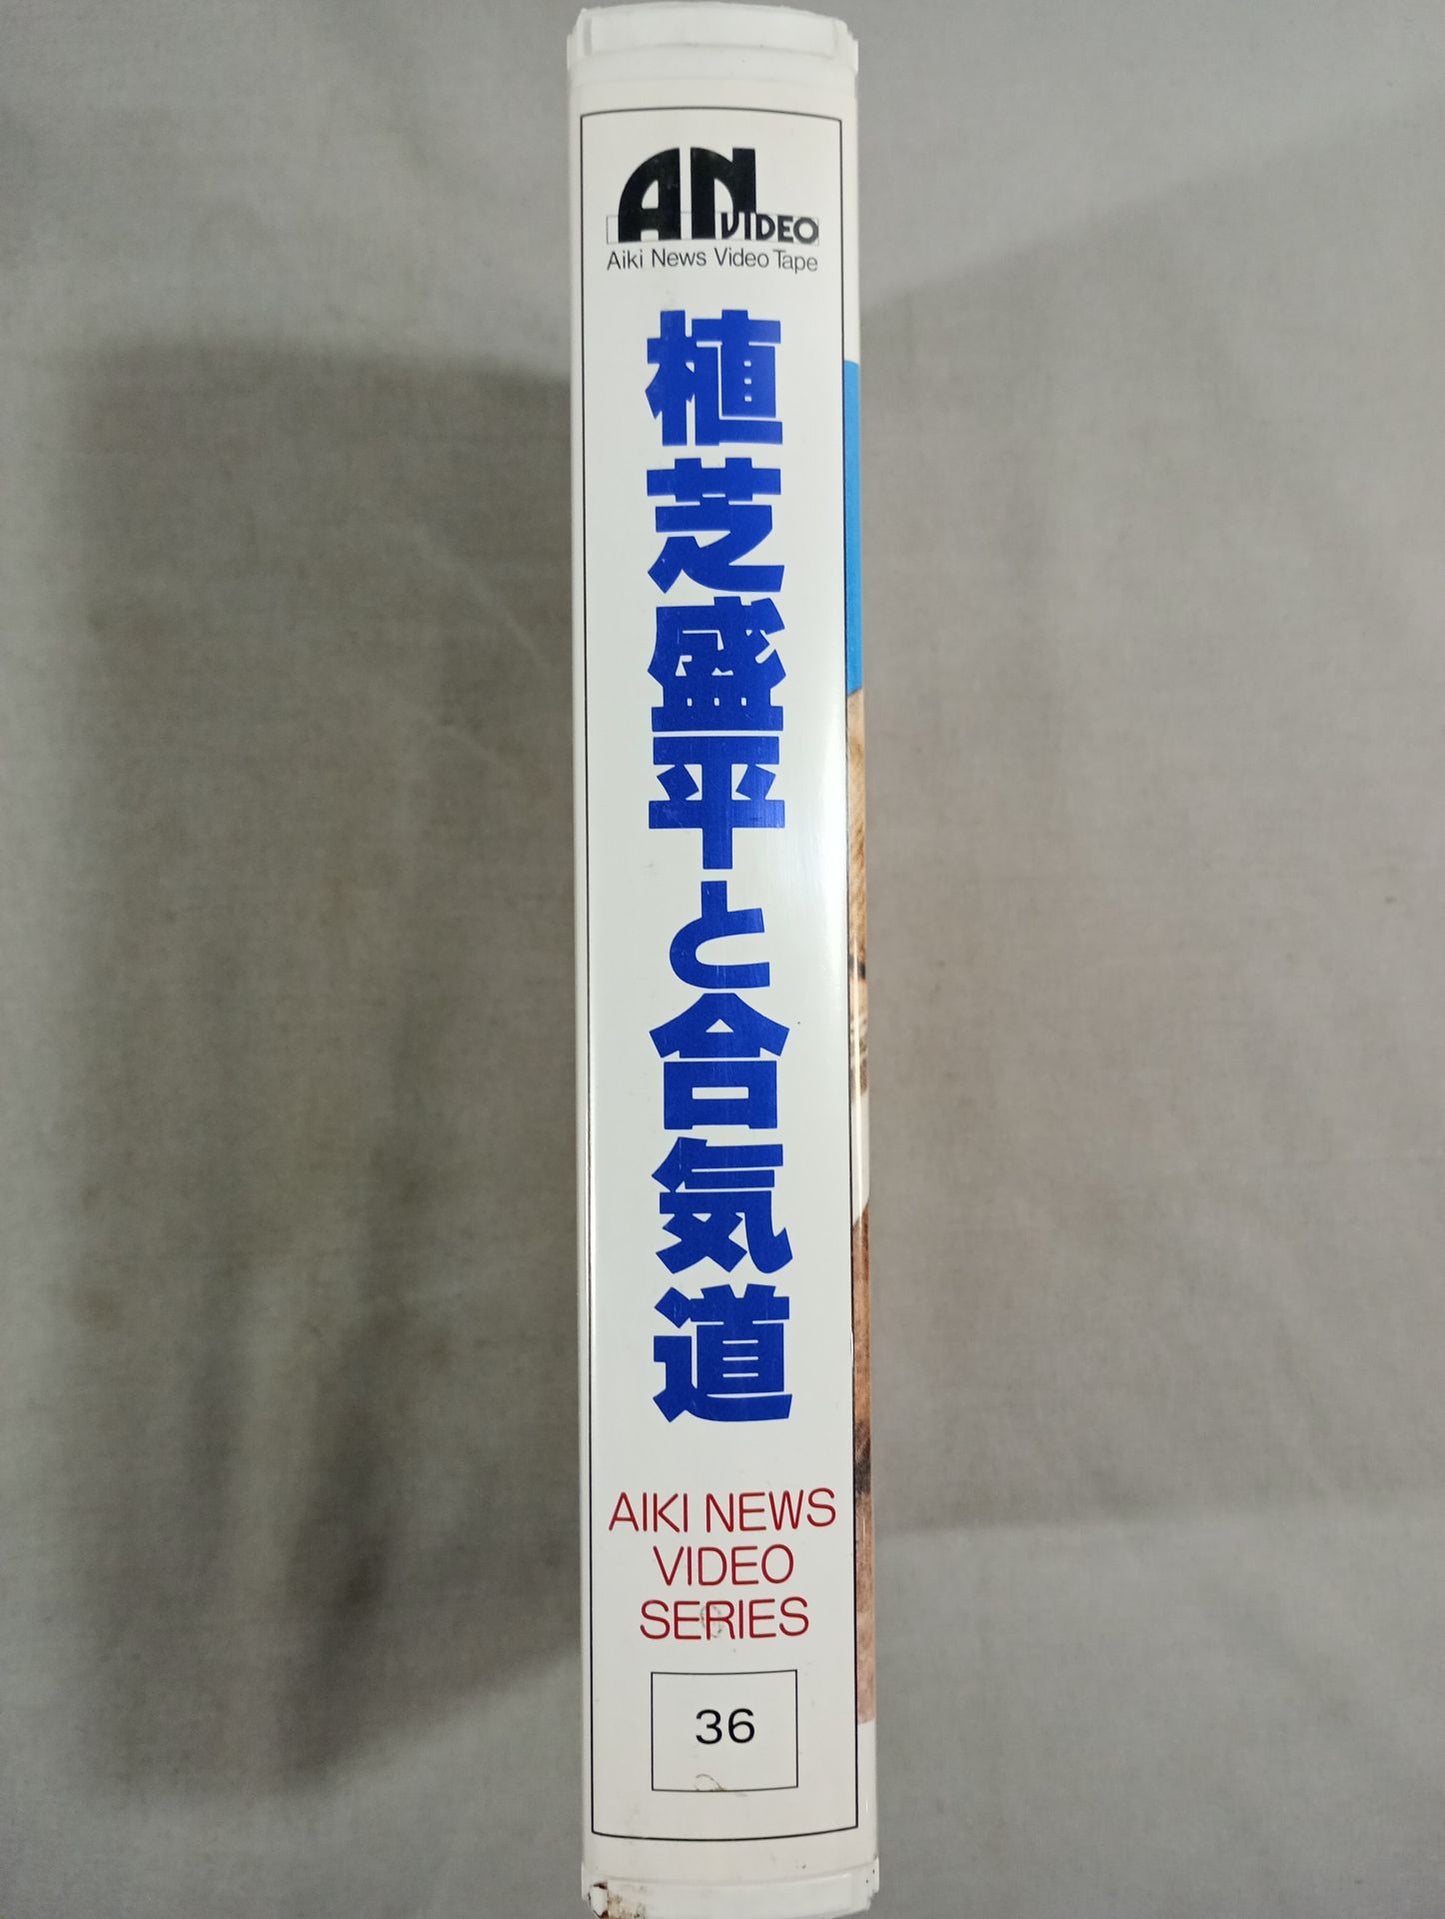 AN VIDEO
Aiki News Video Tape
植芝盛平と合気道
AIKI NEWS
VIDEO
SERIES
36